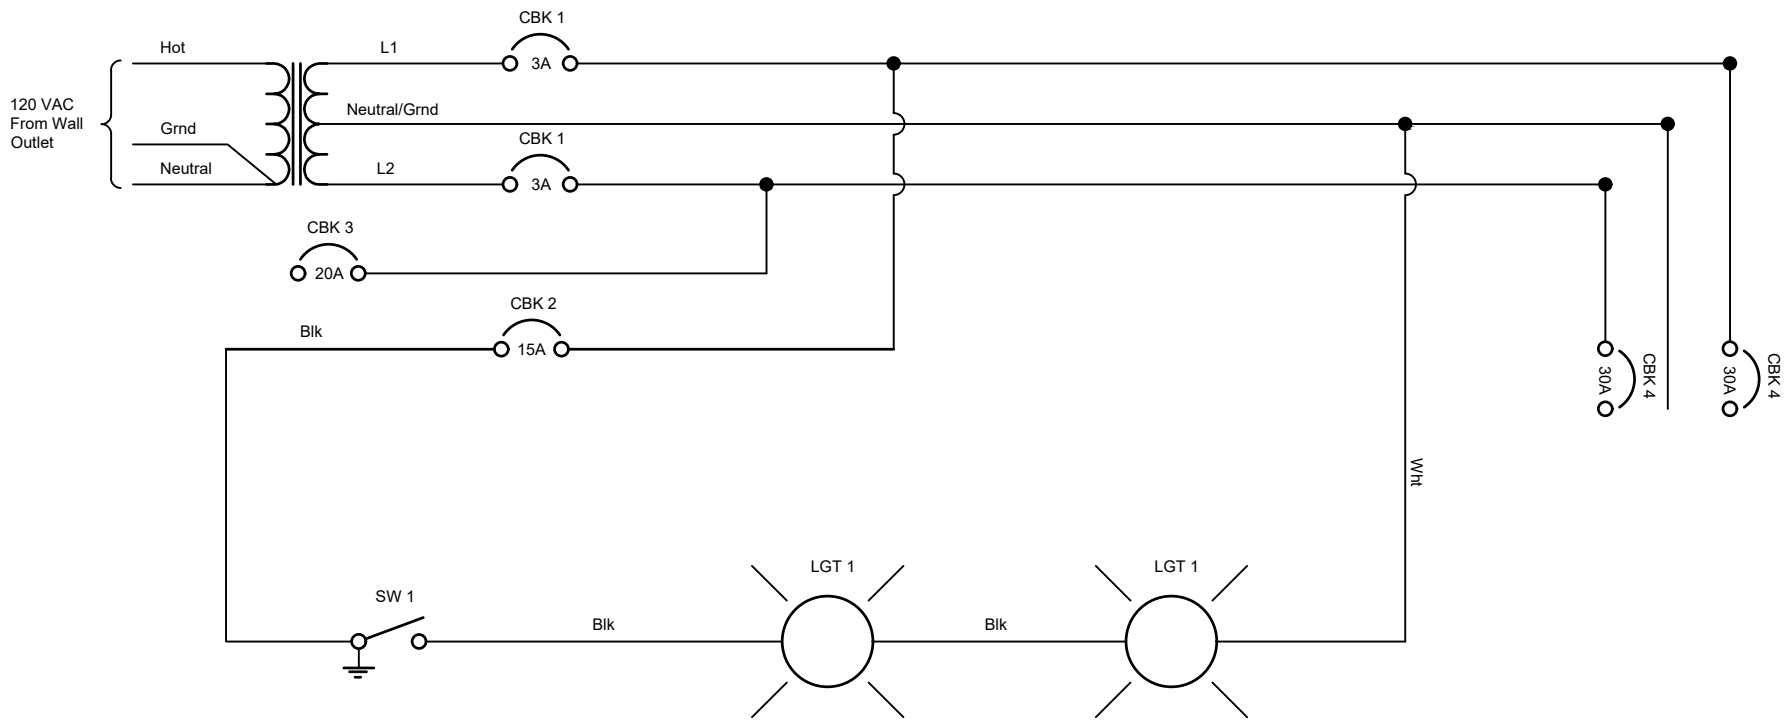 CBK 1
Hot
L1
3A
120 VAC
From Wall
Outlet
Neutral/Grnd
Grnd
CBK 1
Neutral
L2
3A
CBK 3
20A
CBK 2
Blk
15A
30A
CBK 4
30A
CBK 4
Wht
LGT 1
LGT 1
SW 1
Blk
Blk